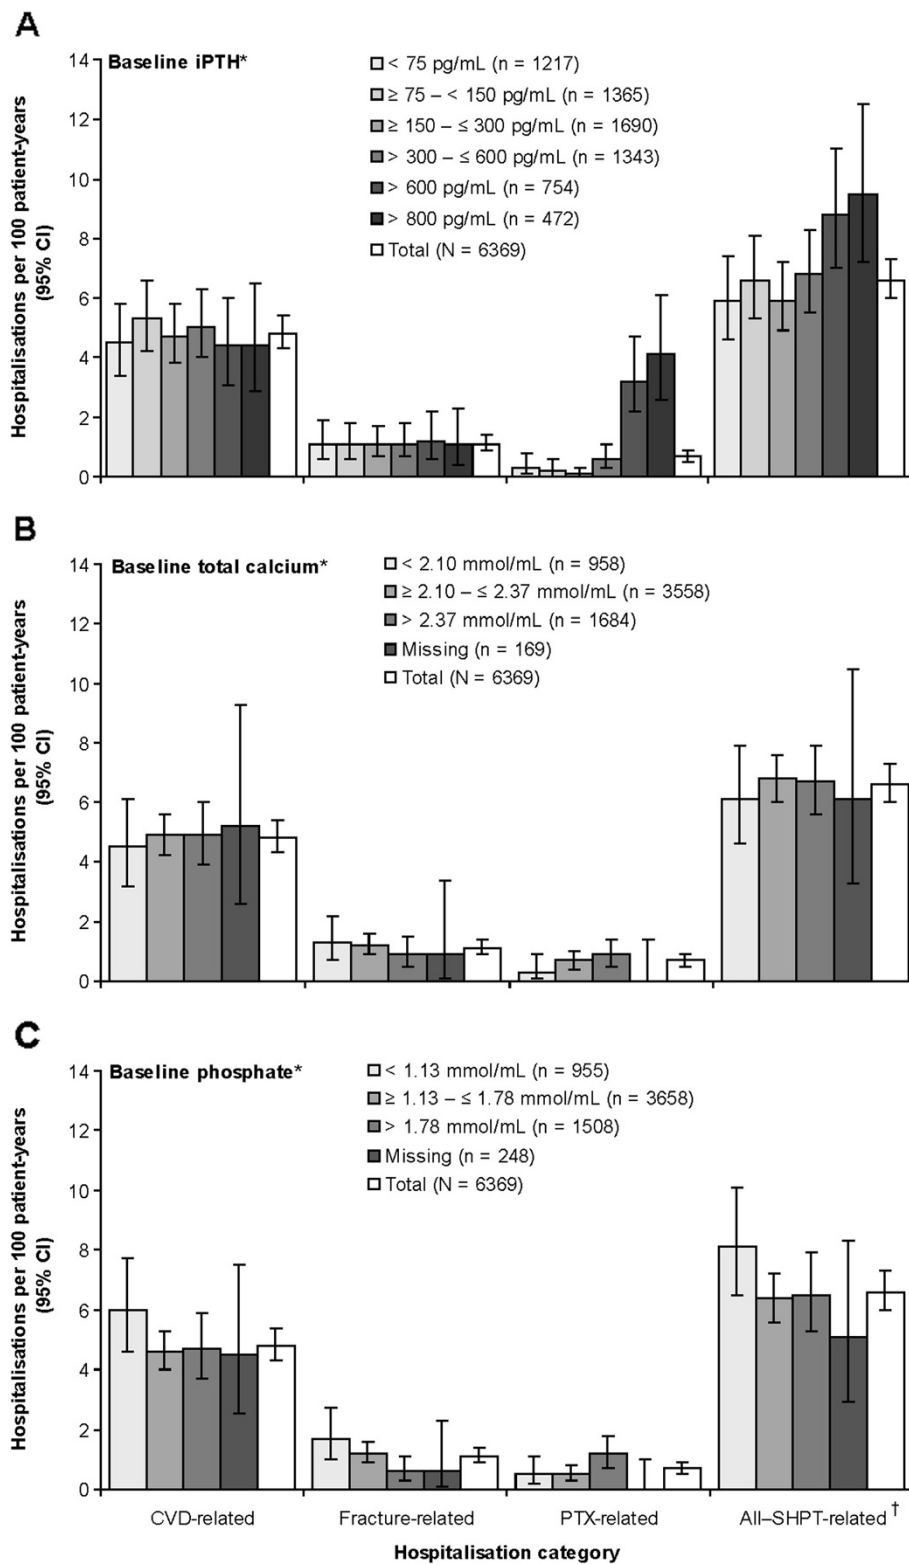 A
Baseline iPTH*
< 75 pg/mL (n = 1217)
≥ 75 – < 150 pg/mL (n = 1365)
≥ 150 – ≤ 300 pg/mL (n = 1690)
> 300 – ≤ 600 pg/mL (n = 1343)
> 600 pg/mL (n = 754)
> 800 pg/mL (n = 472)
Total (N = 6369)
Hospitalisations per 100 patient-years
(95% CI)
14
12
10
8
6
4
2
0
B
Baseline total calcium*
< 2.10 mmol/mL (n = 958)
≥ 2.10 – ≤ 2.37 mmol/mL (n = 3558)
> 2.37 mmol/mL (n = 1684)
Missing (n = 169)
Total (N = 6369)
Hospitalisations per 100 patient-years
(95% CI)
14
12
10
8
6
4
2
0
C
Baseline phosphate*
< 1.13 mmol/mL (n = 955)
≥ 1.13 – ≤ 1.78 mmol/mL (n = 3658)
> 1.78 mmol/mL (n = 1508)
Missing (n = 248)
Total (N = 6369)
Hospitalisations per 100 patient-years
(95% CI)
14
12
10
8
6
4
2
0
CVD-related
Fracture-related
PTX-related
All–SHPT-related †
Hospitalisation category